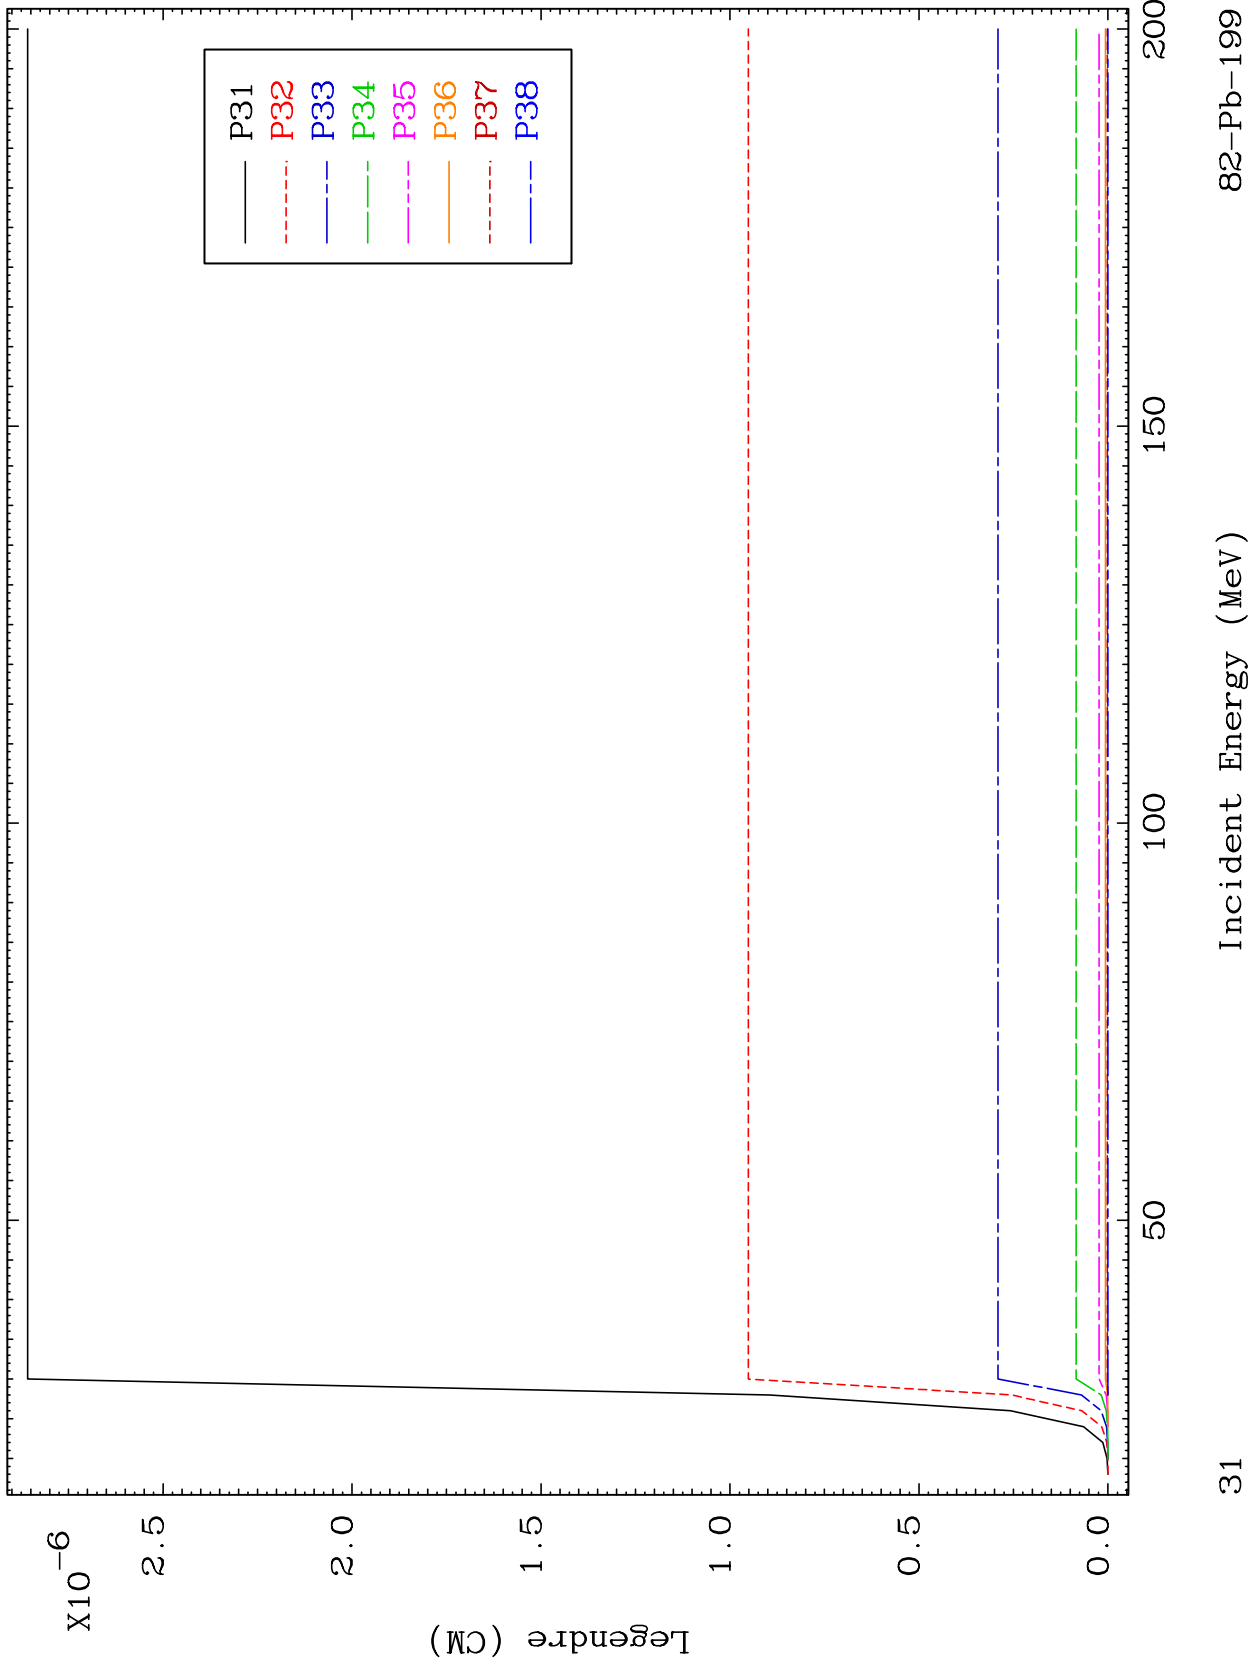 X10-6
2.5
2.0
1.5
1.0
0.5
0.0
Legendre (CM)
P31
P32
P33
P34
P35
P36
P37
P38
50
100
150
200
31
Incident Energy (MeV)
82-Pb-199